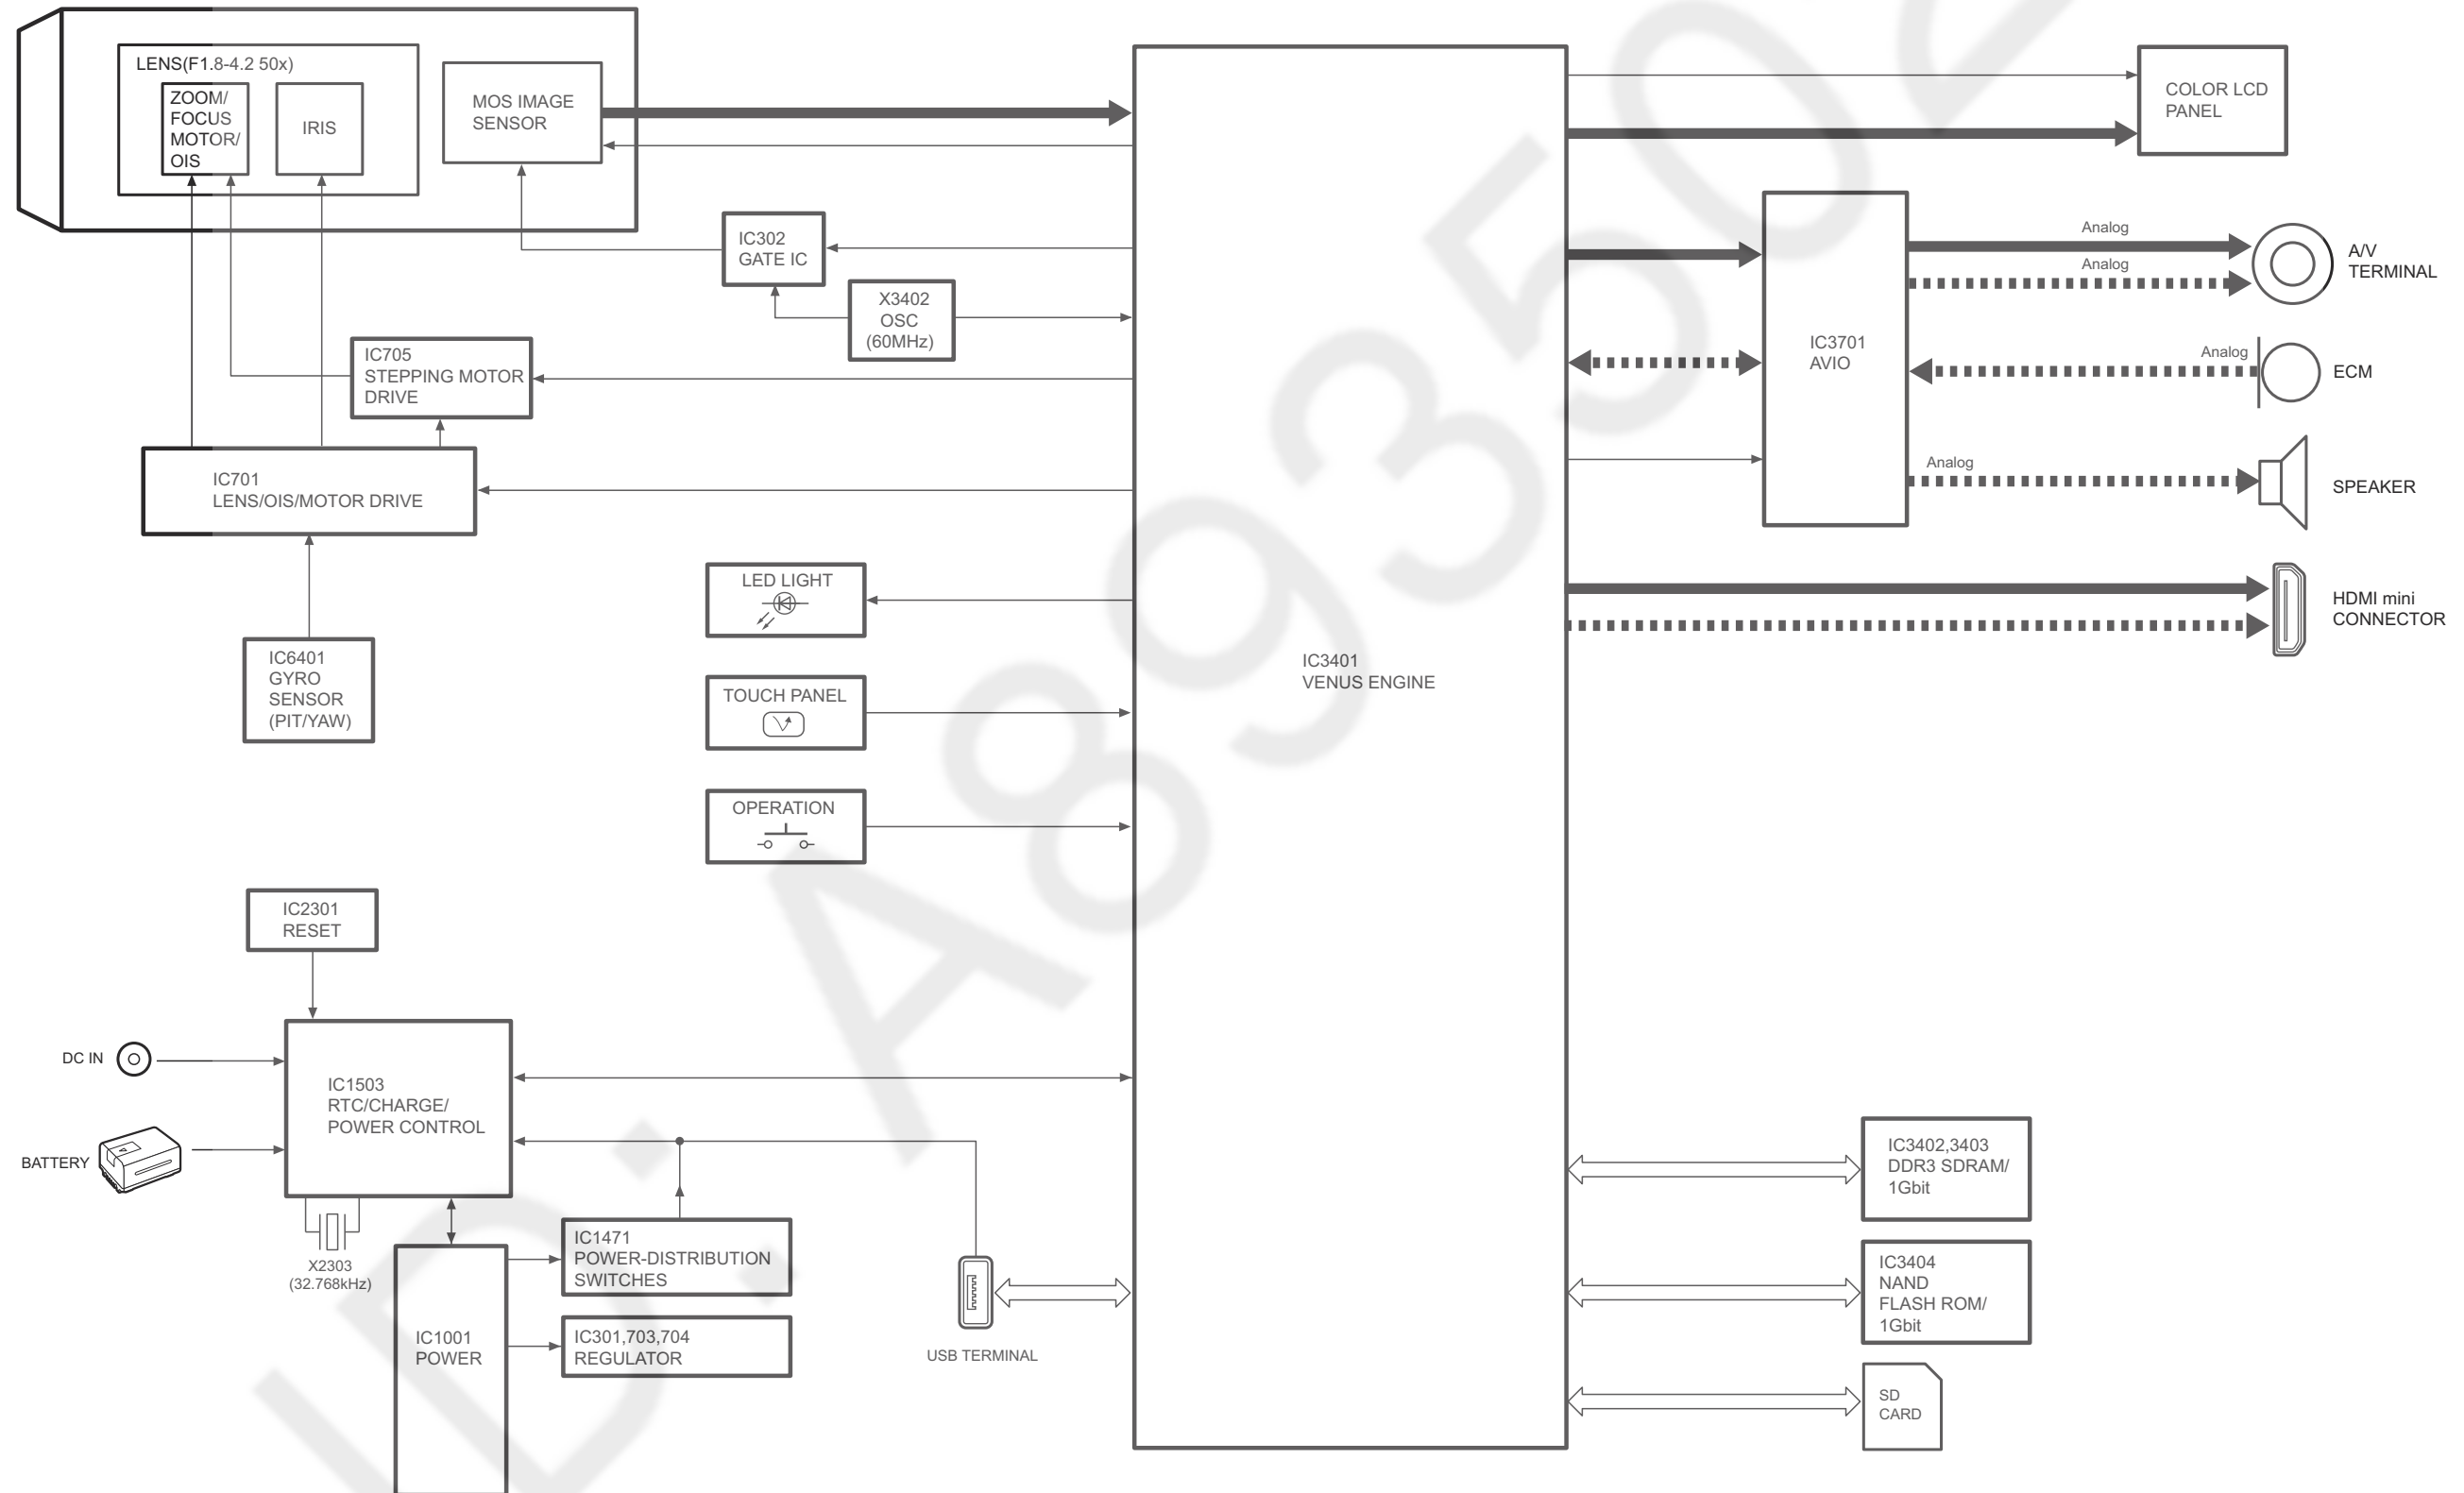 LENS(F1.8-4.2 50x)
ZOOM/
FOCUS
MOTOR/
OIS
IRIS
MOS IMAGE
SENSOR
IC302
GATE IC
X3402
OSC
(60MHz)
IC705
STEPPING MOTOR
DRIVE
IC701
LENS/OIS/MOTOR DRIVE
IC6401
GYRO
SENSOR
(PIT/YAW)
LED LIGHT
TOUCH PANEL
OPERATION
IC2301
RESET
DC IN
BATTERY
IC1503
RTC/CHARGE/
POWER CONTROL
X2303
(32.768kHz)
IC1001
POWER
IC1471
POWER-DISTRIBUTION
SWITCHES
IC301,703,704
REGULATOR
USB TERMINAL
IC3401
VENUS ENGINE
COLOR LCD
PANEL
IC3701
AVIO
Analog
Analog
A/V
TERMINAL
Analog
ECM
Analog
SPEAKER
HDMI mini
CONNECTOR
IC3402,3403
DDR3 SDRAM/
1Gbit
IC3404
NAND
FLASH ROM/
1Gbit
SD
CARD